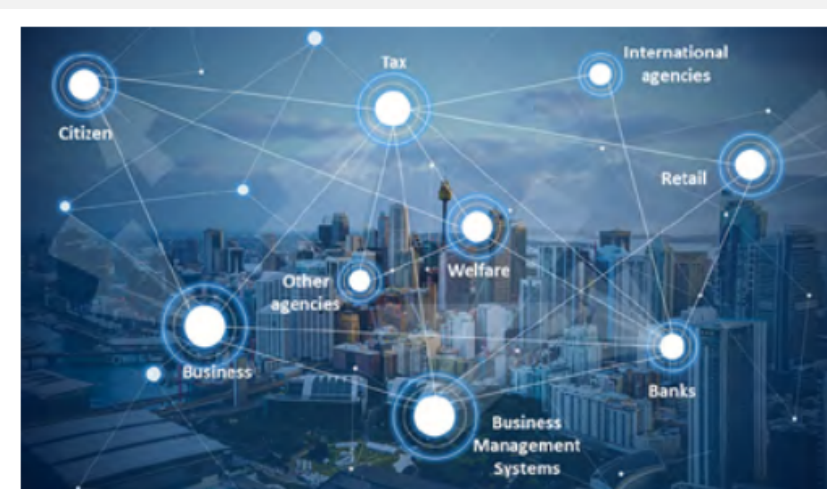 Tax
International
agencies
Citizen
Retail
Welfare
Other
agencies
Business
Banks
Business
Management
Systems